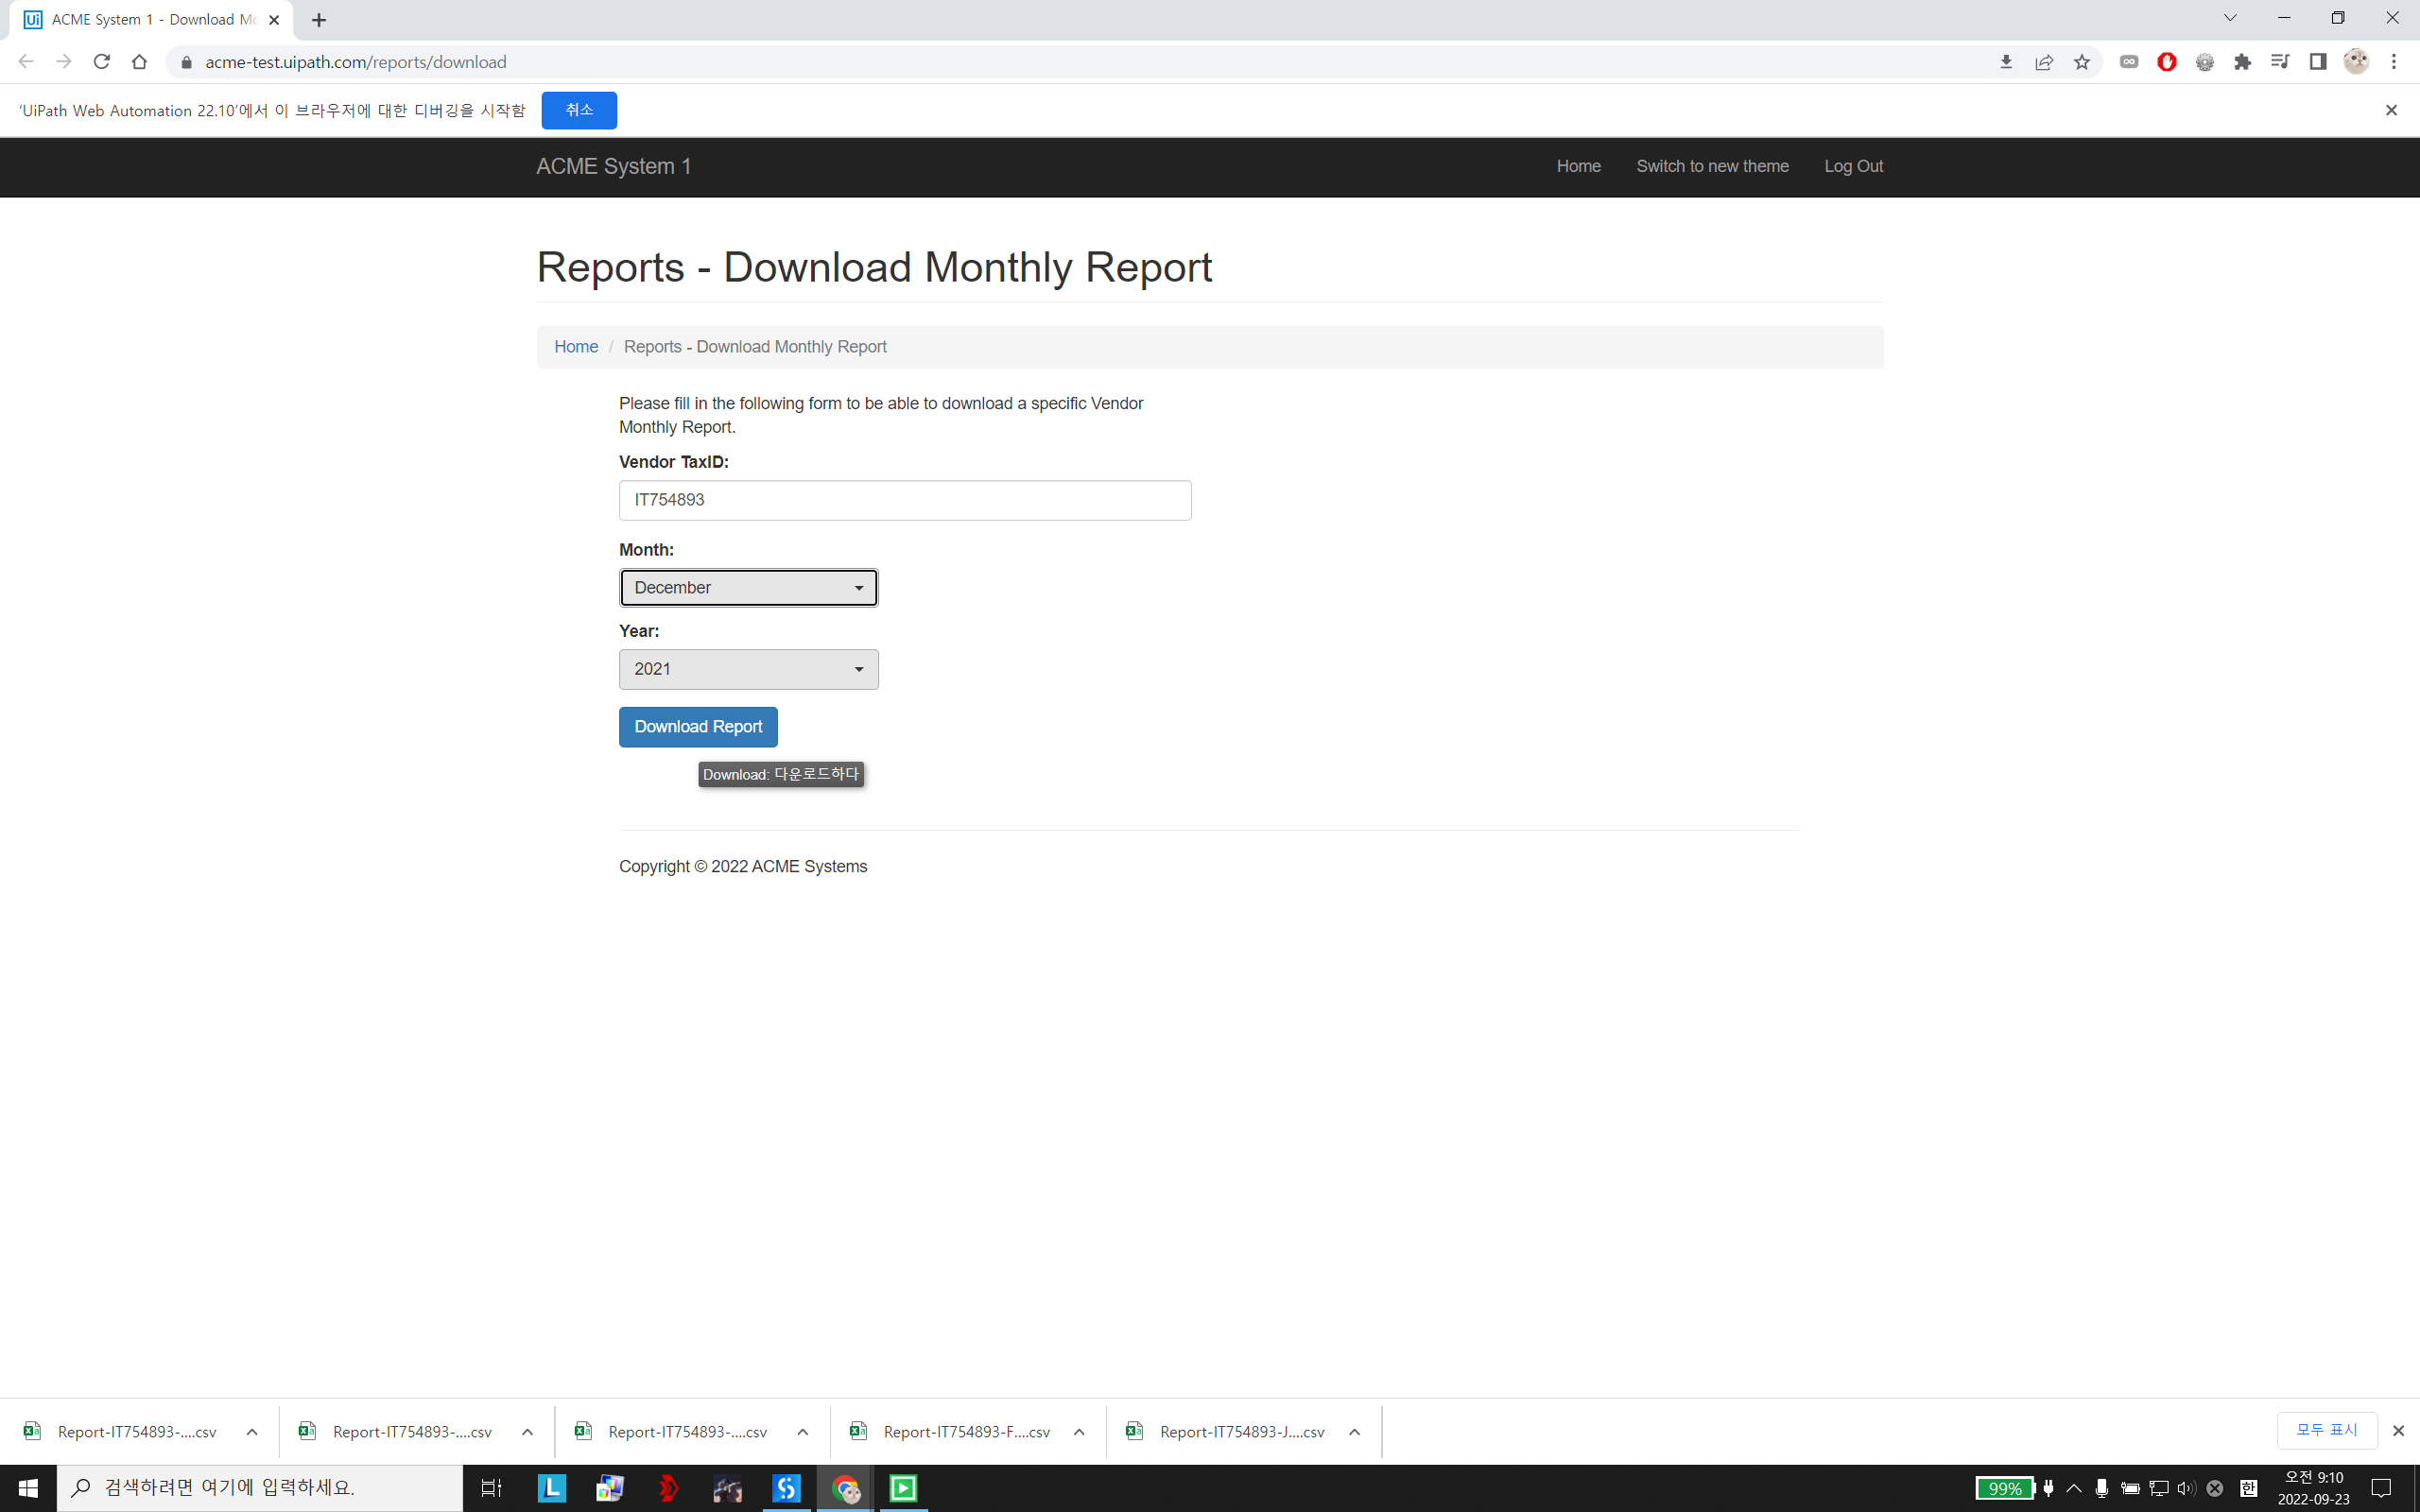 ACME System 1 - Download Mo
acme-test.uipath.com/reports/download
'UiPath Web Automation 22.10'에서 이 브라우저에 대한 디버깅을 시작함
취소
ACME System 1
Home
Switch to new theme
Log Out
Reports - Download Monthly Report
Home / Reports - Download Monthly Report
Please fill in the following form to be able to download a specific Vendor
Monthly Report.
Vendor TaxID:
IT754893
Month:
December
Year:
2021
Download Report
Download: 다운로드하다
Copyright © 2022 ACME Systems
Report-IT754893-....csv
Report-IT754893-....csv
Report-IT754893-....csv
Report-IT754893-F....csv
Report-IT754893-J....csv
모두 표시
검색하려면 여기에 입력하세요.
99%
한
오전 9:10
2022-09-23